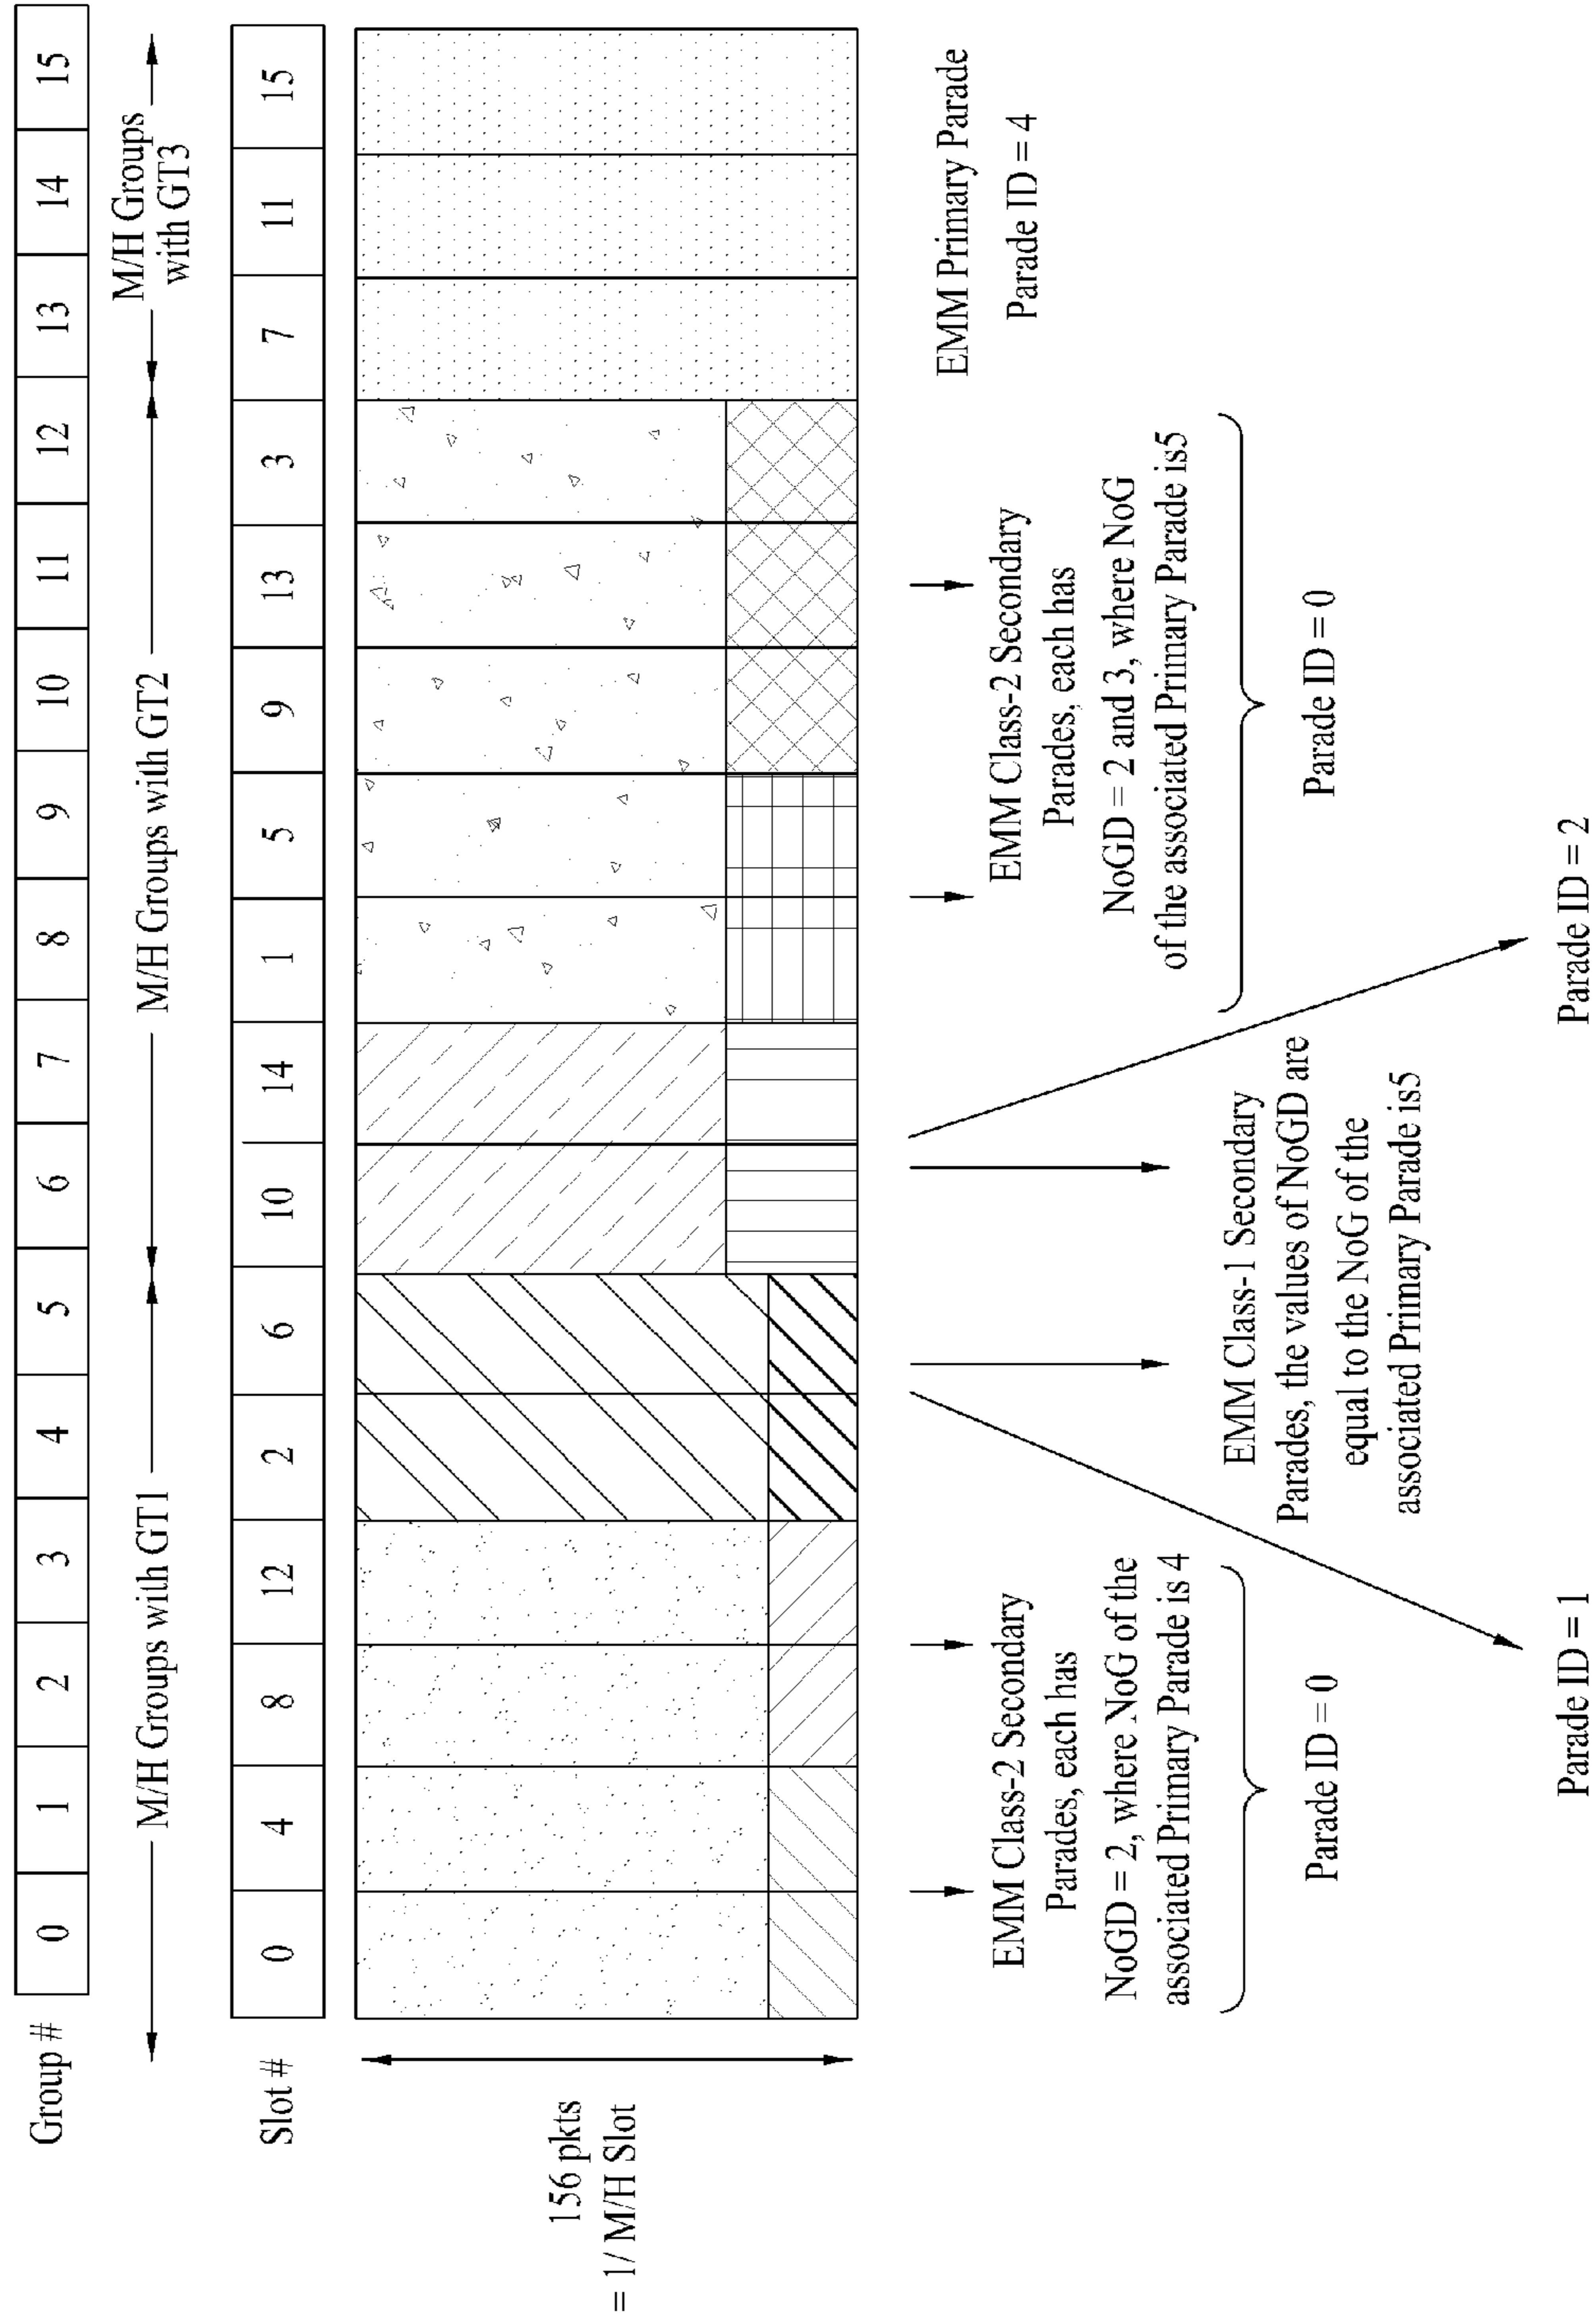 Group # 0 1 2 3 4 5 6 7 8 9 10 11 12 13 14 15
M/H Groups with GT1
M/H Groups with GT2
M/H Groups
with GT3
Slot # 0 4 8 12 2 6 10 14 1 5 9 13 3 7 11 15
156 pkts
= 1/ M/H Slot
EMM Class-2 Secondary
Parades, each has
NoGD = 2, where NoG of the
associated Primary Parade is 4
Parade ID = 0
EMM Class-1 Secondary
Parades, the values of NoGD are
equal to the NoG of the
associated Primary Parade is5
EMM Class-2 Secondary
Parades, each has
NoGD = 2 and 3, where NoG
of the associated Primary Parade is5
Parade ID = 0
EMM Primary Parade
Parade ID = 4
Parade ID = 1
Parade ID = 2